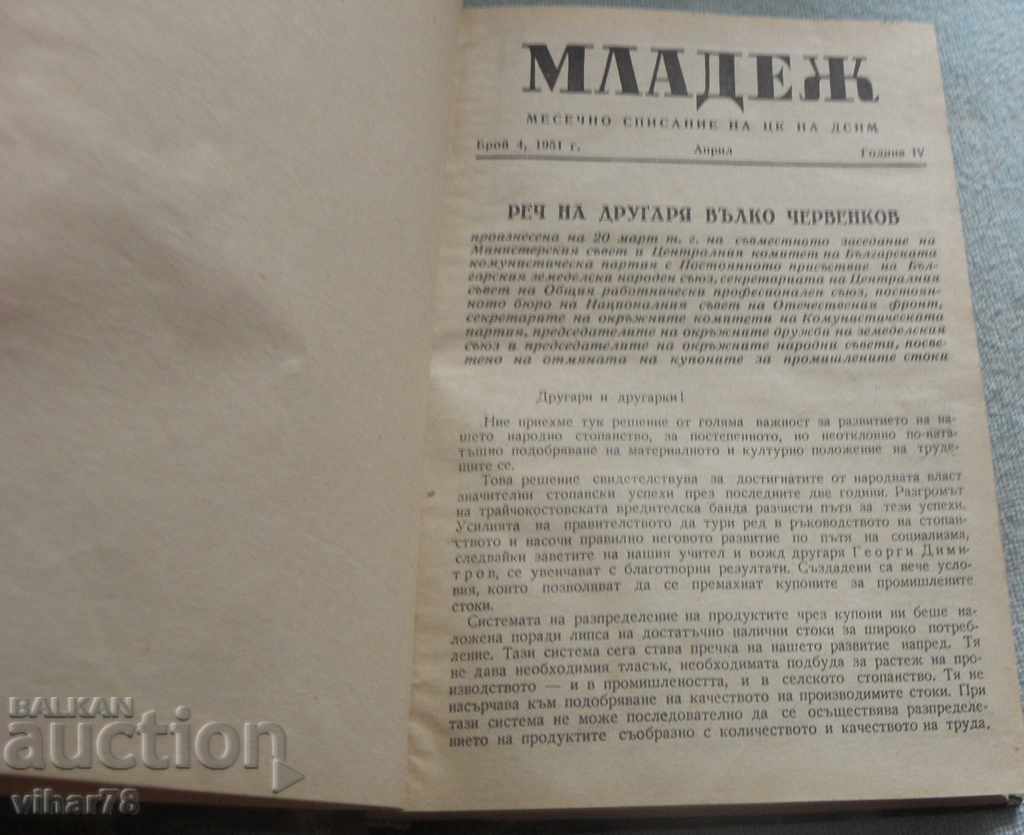 МЛАДЕЖ
МЕСЕЧНО СПИСАНИЕ НА ЦК НА ДСНМ
Брой 4, 1951 г. Април Година IV
РЕЧ НА ДРУГАРЯ ВЪЛКО ЧЕРВЕНКОВ
произнесена на 20 март т. г. на съвместното заседание на
Министерския съвет и Централния комитет на Българската
комунистическа партия с Постоянното присъствие на Бъл-
гарския земеделски народен съюз, секретариата на Централния
съвет на Общия работнически професионален съюз, постоян-
ното бюро на Националния съвет на Отечествения фронт,
секретарите на окръжните комитети на Комунистическата
партия, председателите на окръжните дружби на земеделския
съюз и председателите на окръжните народни съвети, посве-
тено на отмяната на купоните за промишлените стоки
Другари и другарки!
Ние приехме тук решение от голяма важност за развитието на на-
шето народно стопанство, за постепенното, но неотклонно по-ната-
тъшно подобряване на материалното и културно положение на трудe-
щите се.
Това решение свидетелствува за достигнатите от народната власт
значителни стопански успехи през последните две години. Разгромът
на трайчокостовската вредителска банда разчисти пътя за тези успехи.
Усилията на правителството да тури ред в ръководството на стопан-
ството и насочи правилно неговото развитие по пътя на социализма,
следвайки заветите на нашия учител и вожд другаря Георги Дими-
тров, се увенчават с благотворни резултати. Създадени са вече усло-
вия, които позволяват да се премахнат купоните за промишлените
стоки.
Системата на разпределение на продуктите чрез купони ни беше на-
ложена поради липса на достатъчно налични стоки за широко потреб-
ление. Тази система сега става пречка на нашето развитие напред. Тя
не дава необходимия тласък, необходимата подбуда за растеж на про-
изводството — и в промишлеността, и в селското стопанство. Тя не
насърчава към подобряване на качеството на производимите стоки. При
тази система не може последователно да се осъществява разпределе-
нието на продуктите съобразно с количеството и качеството на труда,
BALKAN
auction
vihar78